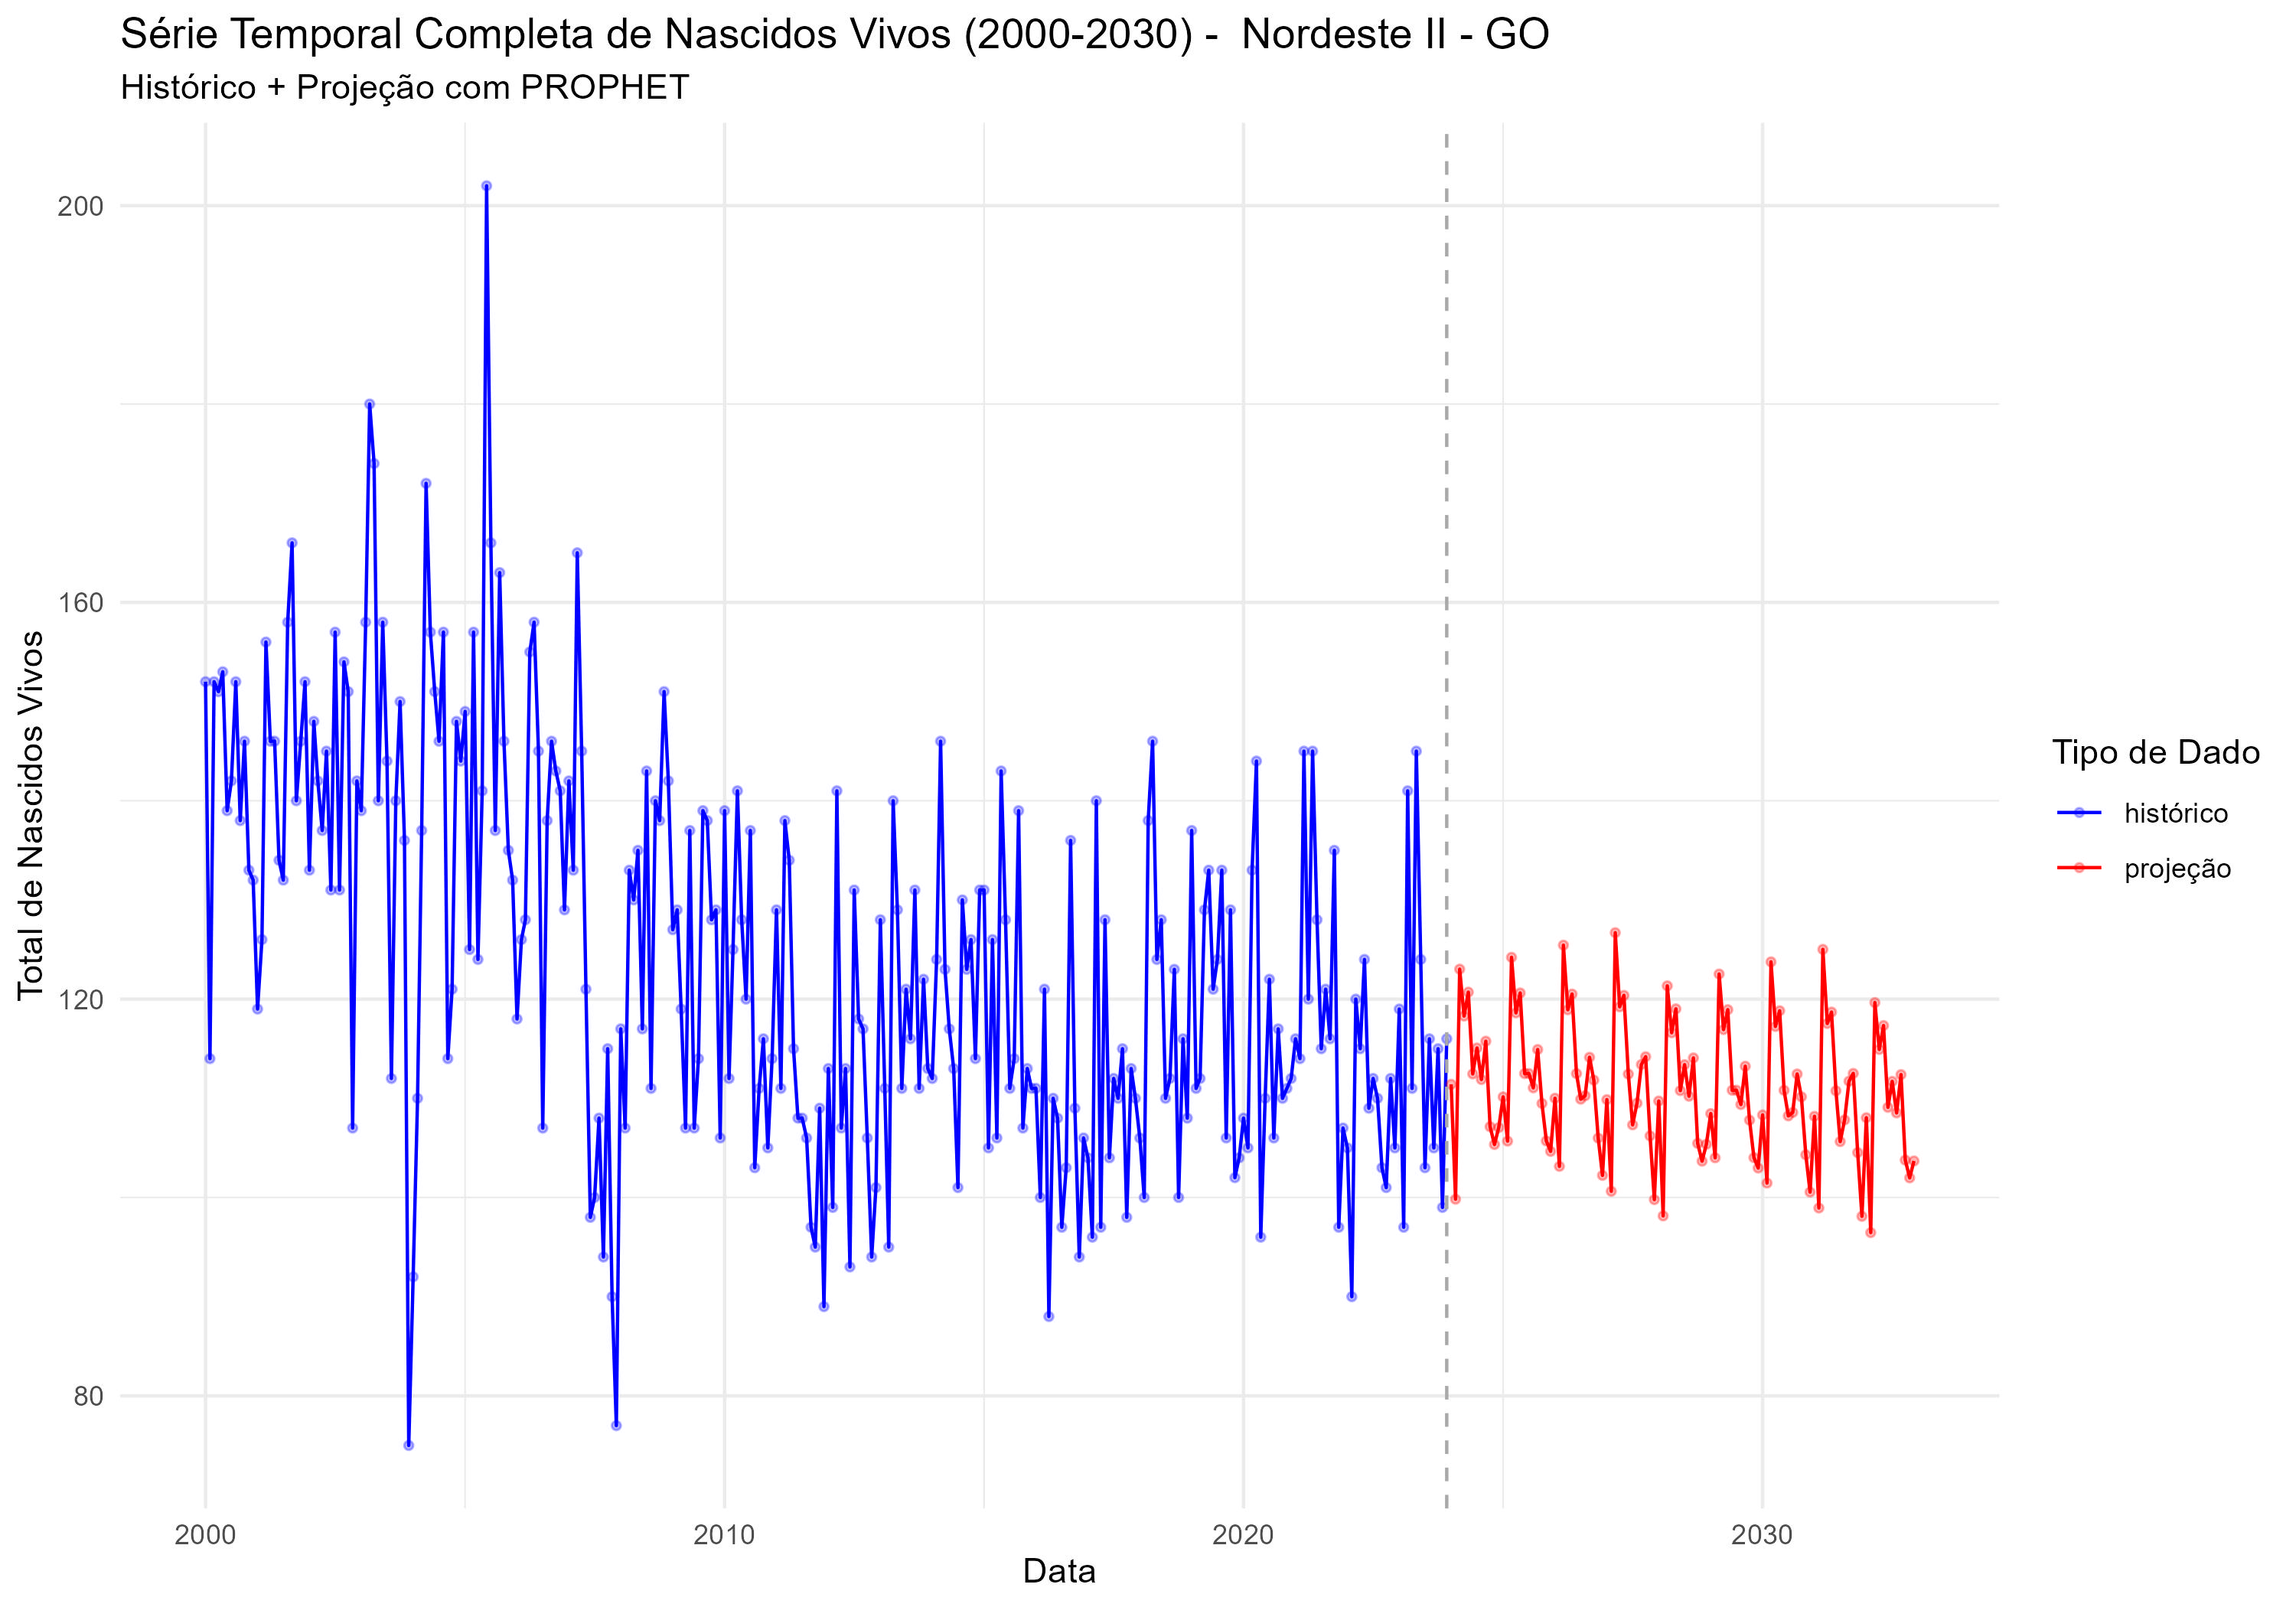 Série Temporal Completa de Nascidos Vivos (2000-2030) -  Nordeste II - GO
Histórico + Projeção com PROPHET
Total de Nascidos Vivos
200
160
120
80
2000
2010
2020
2030
Data
Tipo de Dado
histórico
projeção